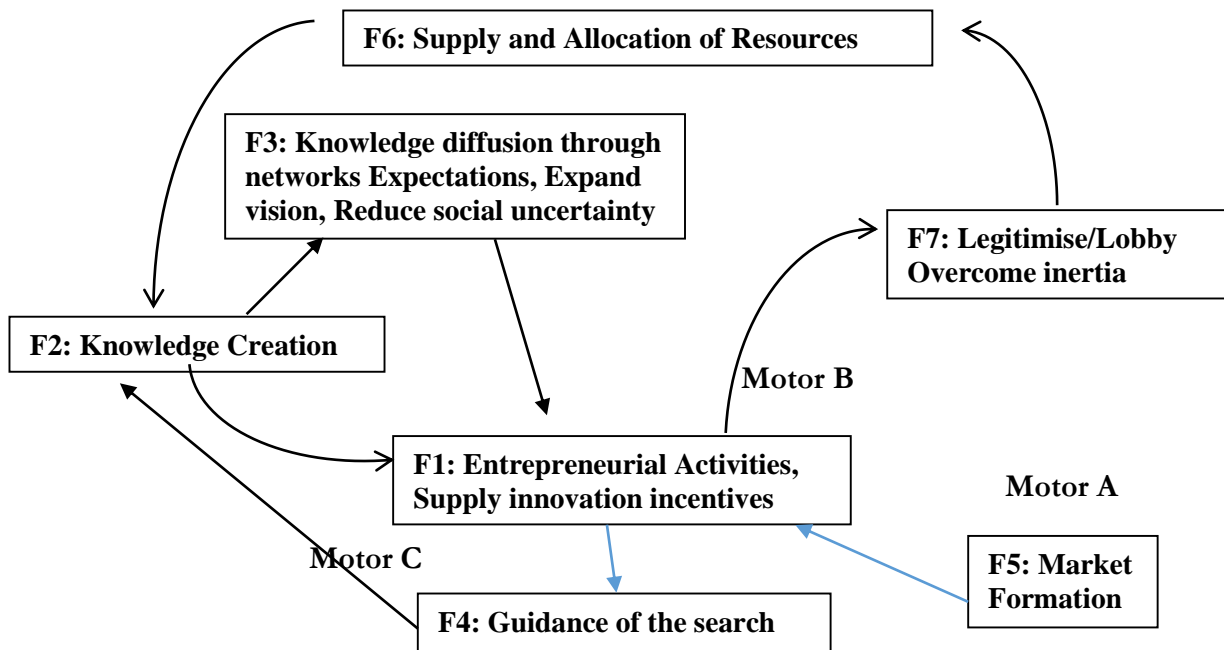 F6: Supply and Allocation of Resources
F3: Knowledge diffusion through
networks Expectations, Expand
vision, Reduce social uncertainty
F7: Legitimise/Lobby
Overcome inertia
F2: Knowledge Creation
Motor B
F1: Entrepreneurial Activities,
Supply innovation incentives
Motor A
Motor C
F5: Market
Formation
F4: Guidance of the search